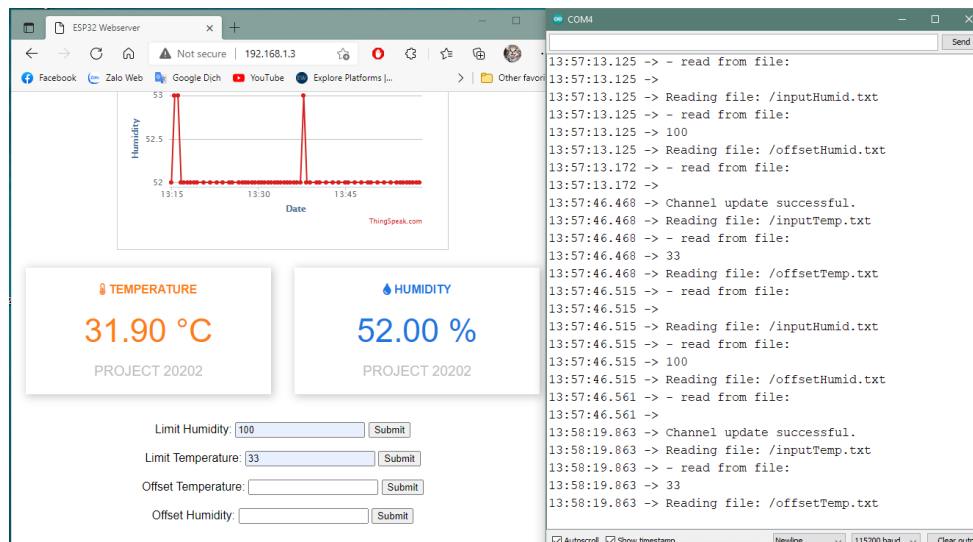 ESP32 Webserver
Not secure | 192.168.1.3
Facebook Zalo Web Google Dịch YouTube Explore Platforms |... Other favori
53
52.5
52
Humidity
13:15 13:30 13:45
Date
ThingSpeak.com
TEMPERATURE
31.90 °C
PROJECT 20202
HUMIDITY
52.00 %
PROJECT 20202
Limit Humidity: 100 Submit
Limit Temperature: 33 Submit
Offset Temperature: Submit
Offset Humidity: Submit
COM4
Send
13:57:13.125 -> - read from file:
13:57:13.125 ->
13:57:13.125 -> Reading file: /inputHumid.txt
13:57:13.125 -> - read from file:
13:57:13.125 -> 100
13:57:13.125 -> Reading file: /offsetHumid.txt
13:57:13.172 -> - read from file:
13:57:13.172 ->
13:57:46.468 -> Channel update successful.
13:57:46.468 -> Reading file: /inputTemp.txt
13:57:46.468 -> - read from file:
13:57:46.468 -> 33
13:57:46.468 -> Reading file: /offsetTemp.txt
13:57:46.515 -> - read from file:
13:57:46.515 ->
13:57:46.515 -> Reading file: /inputHumid.txt
13:57:46.515 -> - read from file:
13:57:46.515 -> 100
13:57:46.515 -> Reading file: /offsetHumid.txt
13:57:46.561 -> - read from file:
13:57:46.561 ->
13:58:19.863 -> Channel update successful.
13:58:19.863 -> Reading file: /inputTemp.txt
13:58:19.863 -> - read from file:
13:58:19.863 -> 33
13:58:19.863 -> Reading file: /offsetTemp.txt
Autoscroll Show timestamp Newline 115200 baud Clear outp